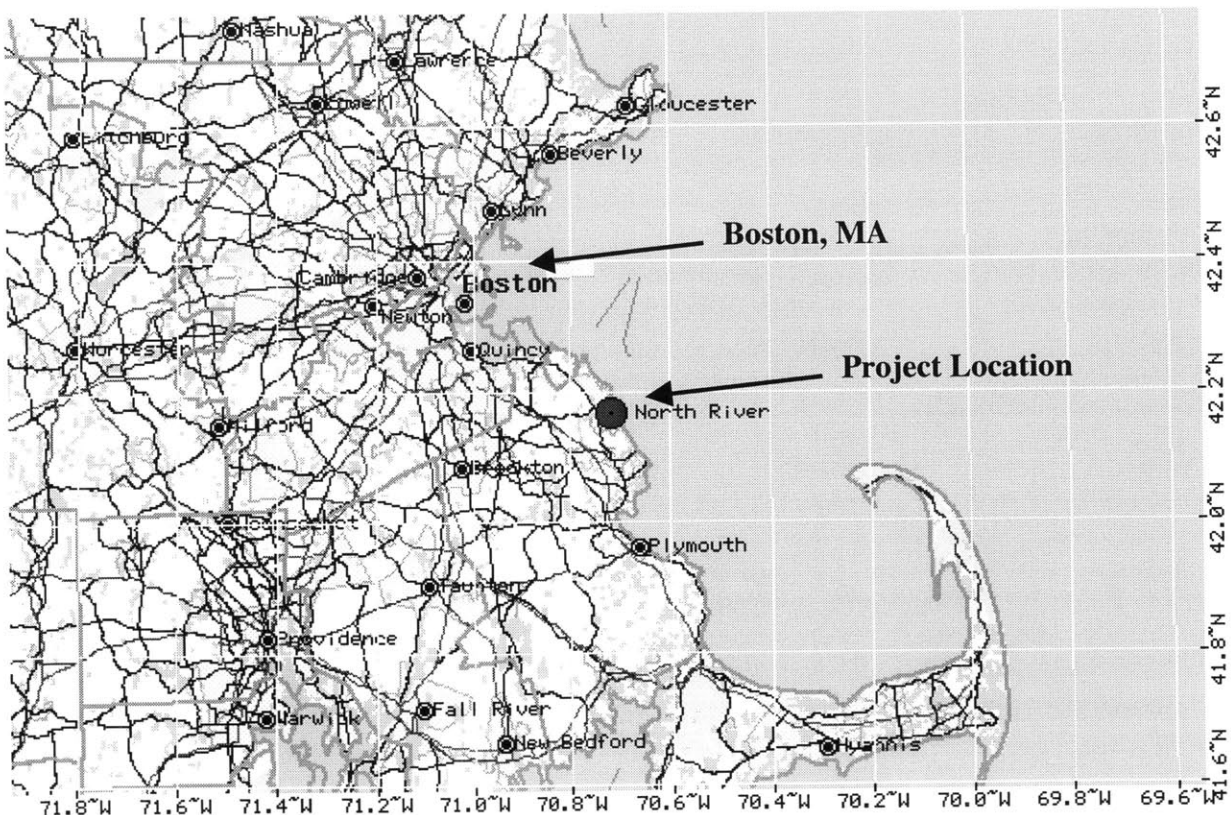 Nashua
Lawrence
Lowell
Gloucester
Fitchburg
Beverly
Lynn
Boston, MA
Cambridge
Boston
Newton
Worcester
Quincy
Project Location
North River
Milford
Brockton
Woonsocket
Plymouth
Taunton
Providence
Fall River
Warwick
New Bedford
Hyannis
42.6~N
42.4~N
42.2~N
42.0~N
41.8~N
41.6~N
71.8~W 71.6~W 71.4~W 71.2~W 71.0~W 70.8~W 70.6~W 70.4~W 70.2~W 70.0~W 69.8~W 69.6~W